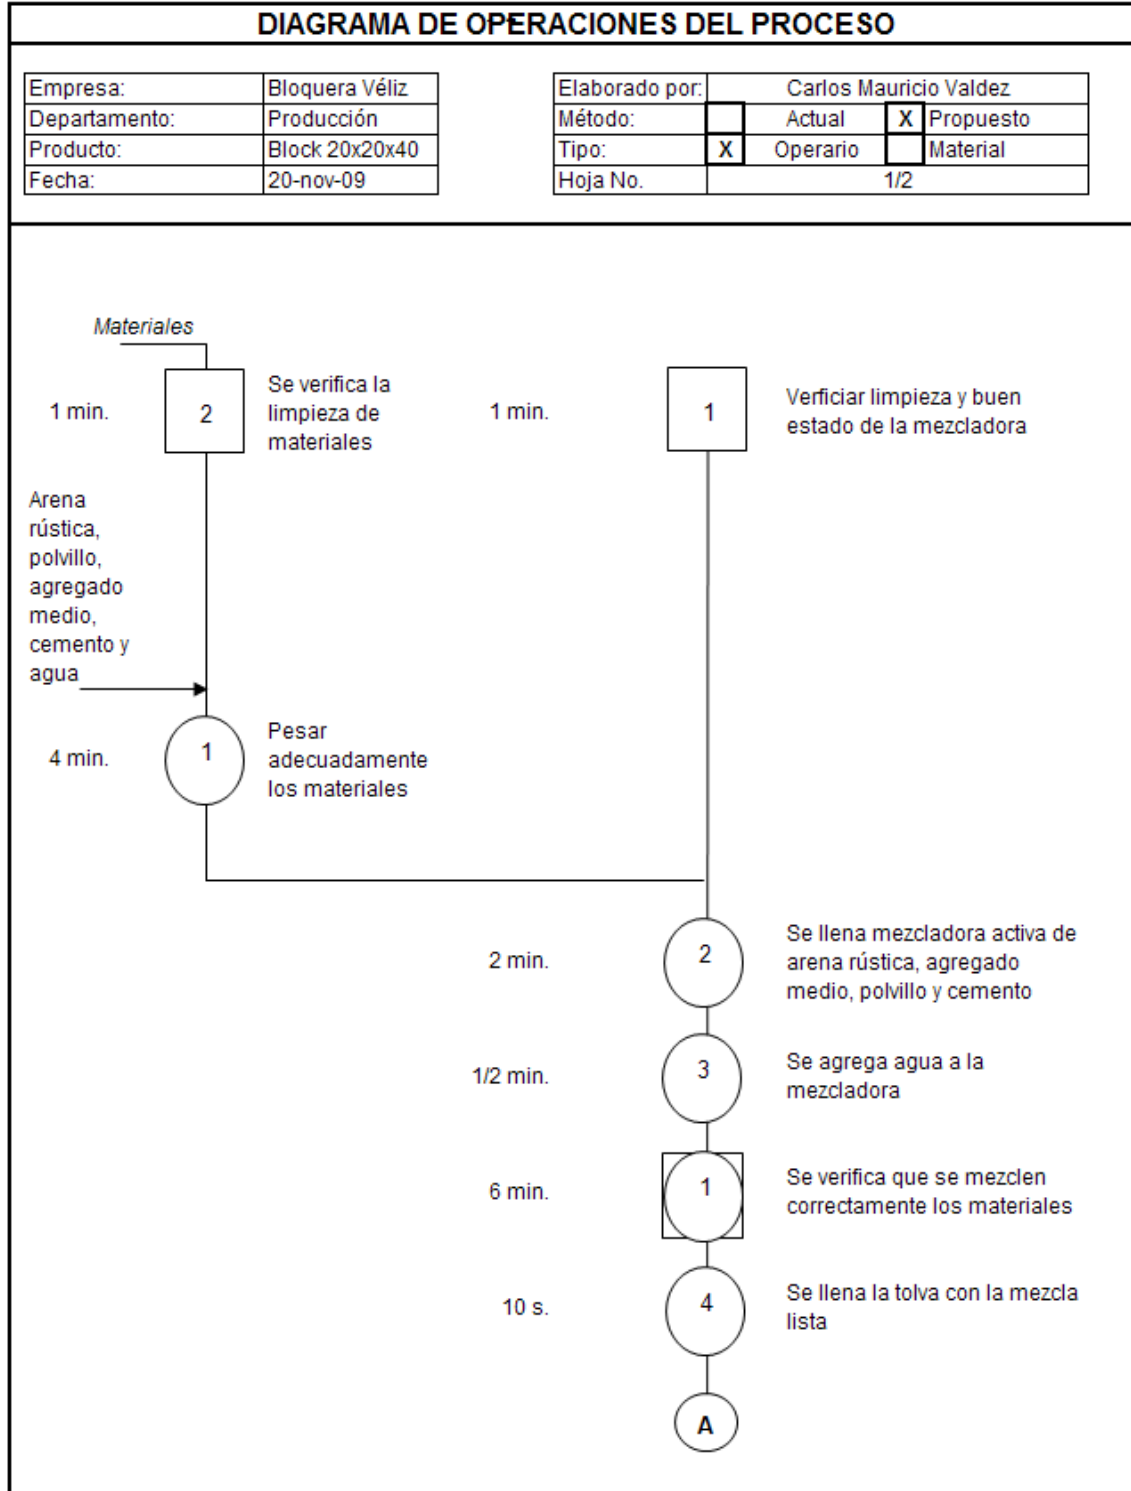 DIAGRAMA DE OPERACIONES DEL PROCESO
Empresa: Bloquera Véliz
Departamento: Producción
Producto: Block 20x20x40
Fecha: 20-nov-09
Elaborado por: Carlos Mauricio Valdez
Método: Actual X Propuesto
Tipo: X Operario Material
Hoja No. 1/2
Materiales
1 min.
2
Se verifica la
limpieza de
materiales
1 min.
1
Verficiar limpieza y buen
estado de la mezcladora
Arena
rústica,
polvillo,
agregado
medio,
cemento y
agua
4 min.
1
Pesar
adecuadamente
los materiales
2 min.
2
Se llena mezcladora activa de
arena rústica, agregado
medio, polvillo y cemento
1/2 min.
3
Se agrega agua a la
mezcladora
6 min.
1
Se verifica que se mezclen
correctamente los materiales
10 s.
4
Se llena la tolva con la mezcla
lista
A